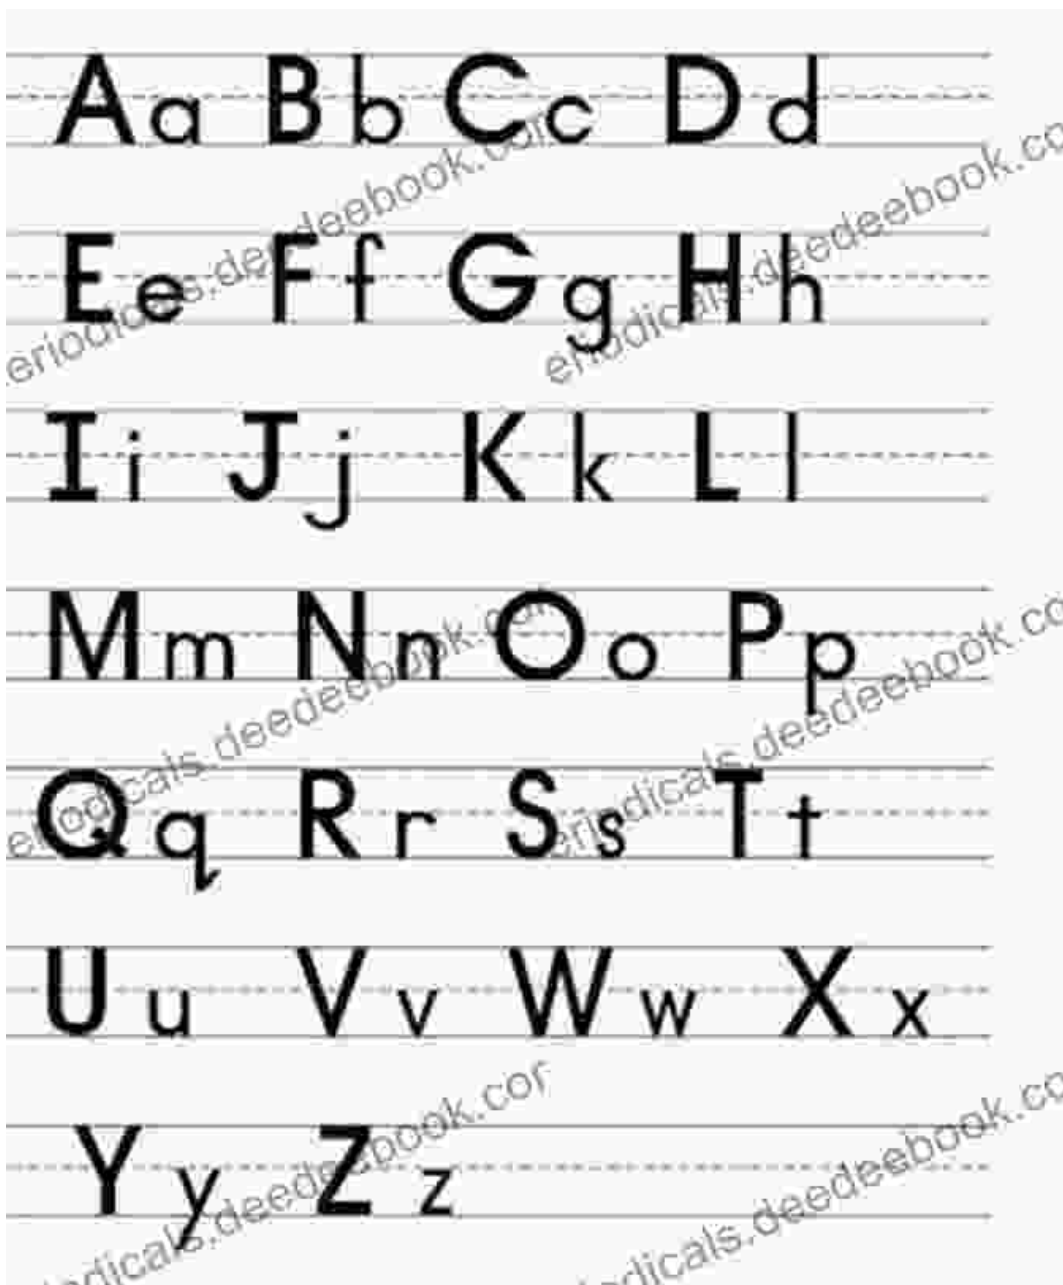 Aa Bb Cc Dd
Ee Ff Gg Hh
Ii Jj Kk Ll
Mm Nn Oo Pp
Qq Rr Ss Tt
Uu Vv Ww Xx
Yy Zz